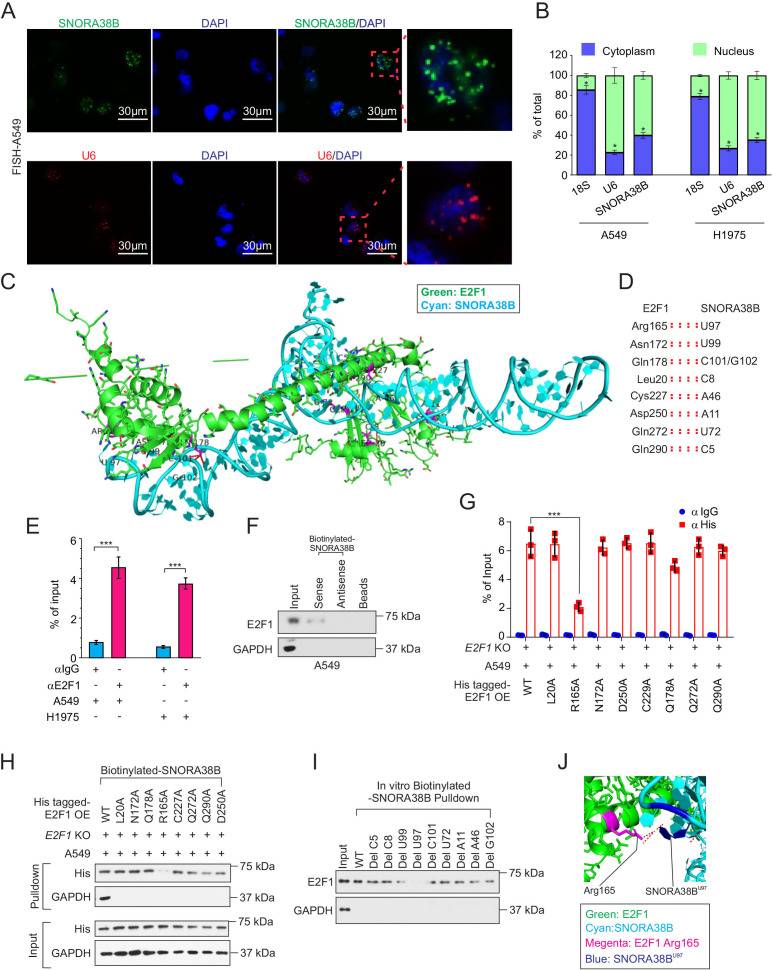 A
SNORA38B DAPI SNORA38B/DAPI
30μm 30μm 30μm
FISH-A549
U6 DAPI U6/DAPI
30μm 30μm 30μm
B
Cytoplasm Nucleus
% of total
120
100
80
60
40
20
0
* * * * * *
18S U6 SNORA38B 18S U6 SNORA38B
A549 H1975
C
Green: E2F1
Cyan: SNORA38B
D
E2F1 SNORA38B
Arg165 U97
Asn172 U99
Gln178 C101/G102
Leu20 C8
Cys227 A46
Asp250 A11
Gln272 U72
Gln290 C5
E
% of Input
6
4
2
0
*** ***
αIgG + - + -
αE2F1 - + - +
A549 + + - -
H1975 - - + +
F
Biotinylated-
SNORA38B
Input Sense Antisense Beads
E2F1 75 kDa
GAPDH 37 kDa
A549
G
α IgG
α His
***
% of Input
10
8
6
4
2
0
E2F1 KO + + + + + + + + +
A549 + + + + + + + + +
His tagged-
E2F1 OE
WT L20A R165A N172A D250A C229A Q178A Q272A Q290A
H
Biotinylated-SNORA38B
His tagged-
E2F1 OE
WT L20A N172A Q178A R165A C227A Q272A Q290A D250A
E2F1 KO + + + + + + + + +
A549 + + + + + + + + +
Pulldown
His 75 kDa
GAPDH 37 kDa
Input
His 75 kDa
GAPDH 37 kDa
I
In vitro Biotinylated
-SNORA38B Pulldown
Input WT Del C5 Del C8 Del U99 Del U97 Del C101 Del U72 Del A11 Del A46 Del G102
E2F1 75 kDa
GAPDH 37 kDa
J
Arg165 SNORA38B^U97
Green: E2F1
Cyan:SNORA38B
Megenta: E2F1 Arg165
Blue: SNORA38B^U97